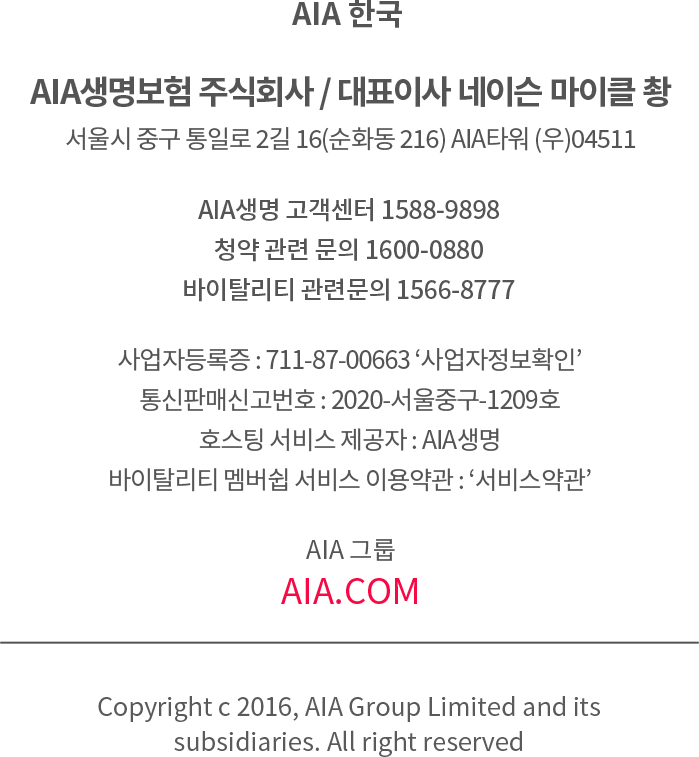 AIA 한국
AIA생명보험 주식회사 / 대표이사 네이슨 마이클 촹
서울시 중구 통일로 2길 16(순화동 216) AIA타워 (우)04511
AIA생명 고객센터 1588-9898
청약 관련 문의 1600-0880
바이탈리티 관련문의 1566-8777
사업자등록증 : 711-87-00663 ‘사업자정보확인’
통신판매신고번호 : 2020-서울중구-1209호
호스팅 서비스 제공자 : AIA생명
바이탈리티 멤버쉽 서비스 이용약관 : ‘서비스약관’
AIA 그룹
AIA.COM
Copyright c 2016, AIA Group Limited and its
subsidiaries. All right reserved